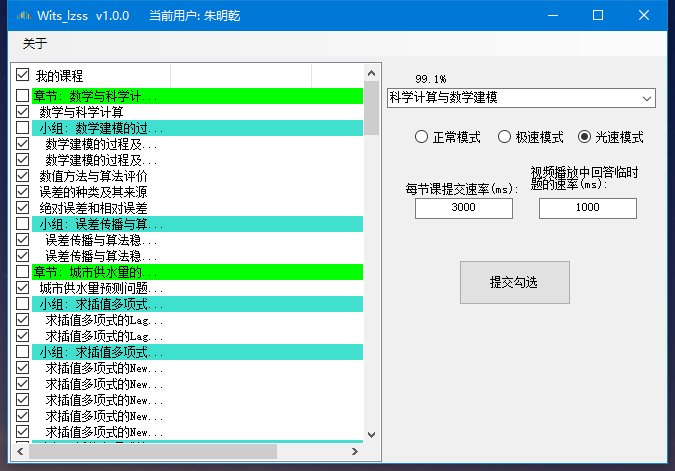 Wits_lzss v1.0.0 当前用户: 朱明乾
关于
我的课程
章节: 数学与科学计...
数学与科学计算
小组: 数学建模的过...
数学建模的过程及...
数学建模的过程及...
数值方法与算法评价
误差的种类及其来源
绝对误差和相对误差
小组: 误差传播与算...
误差传播与算法稳...
误差传播与算法稳...
章节: 城市供水量的...
城市供水量预测问题...
小组: 求插值多项式...
求插值多项式的Lag...
求插值多项式的Lag...
小组: 求插值多项式...
求插值多项式的New...
求插值多项式的New...
求插值多项式的New...
求插值多项式的New...
求插值多项式的New...
99.1%
科学计算与数学建模
正常模式 极速模式 光速模式
每节课提交速率(ms):
视频播放中回答临时
题的速率(ms):
3000 1000
提交勾选